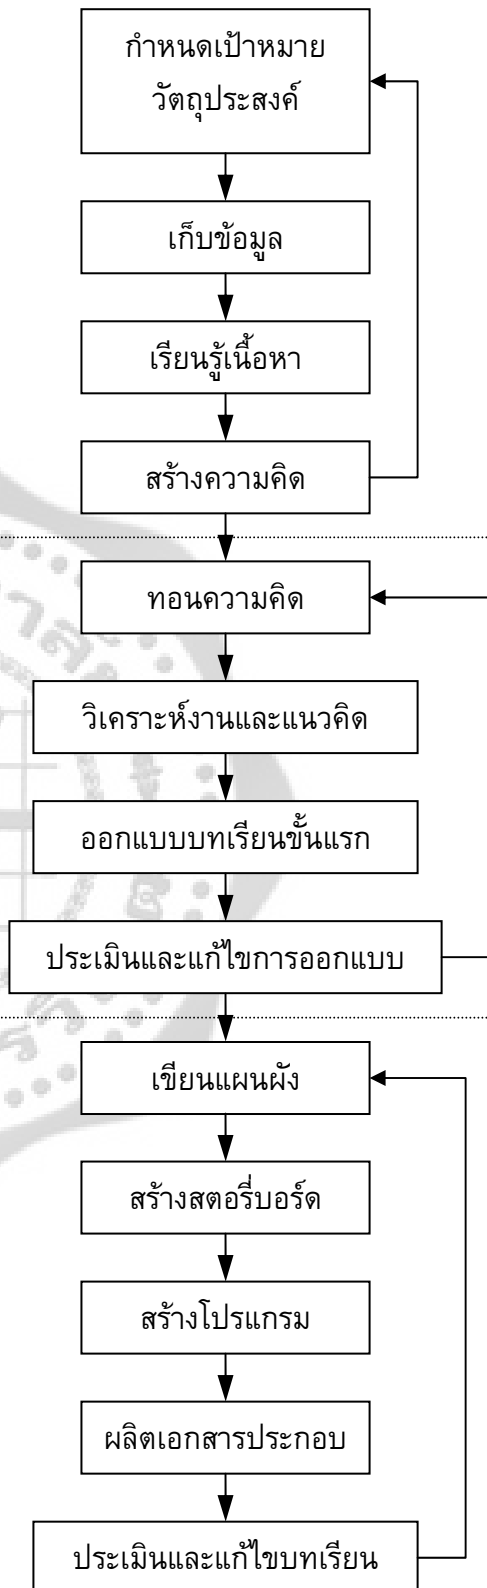 กำหนดเป้าหมาย
วัตถุประสงค์
เก็บข้อมูล
เรียนรู้เนื้อหา
สร้างความคิด
ทอนความคิด
วิเคราะห์งานและแนวคิด
ออกแบบบทเรียนขั้นแรก
ประเมินและแก้ไขการออกแบบ
เขียนแผนผัง
สร้างสตอรี่บอร์ด
สร้างโปรแกรม
ผลิตเอกสารประกอบ
ประเมินและแก้ไขบทเรียน